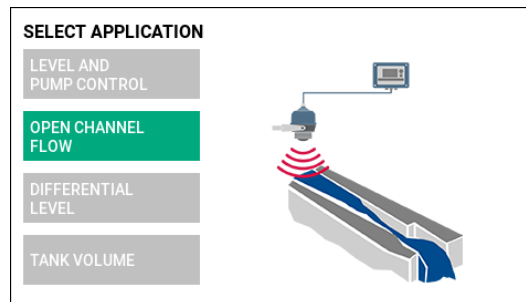 SELECT APPLICATION
LEVEL AND
PUMP CONTROL
OPEN CHANNEL
FLOW
DIFFERENTIAL
LEVEL
TANK VOLUME